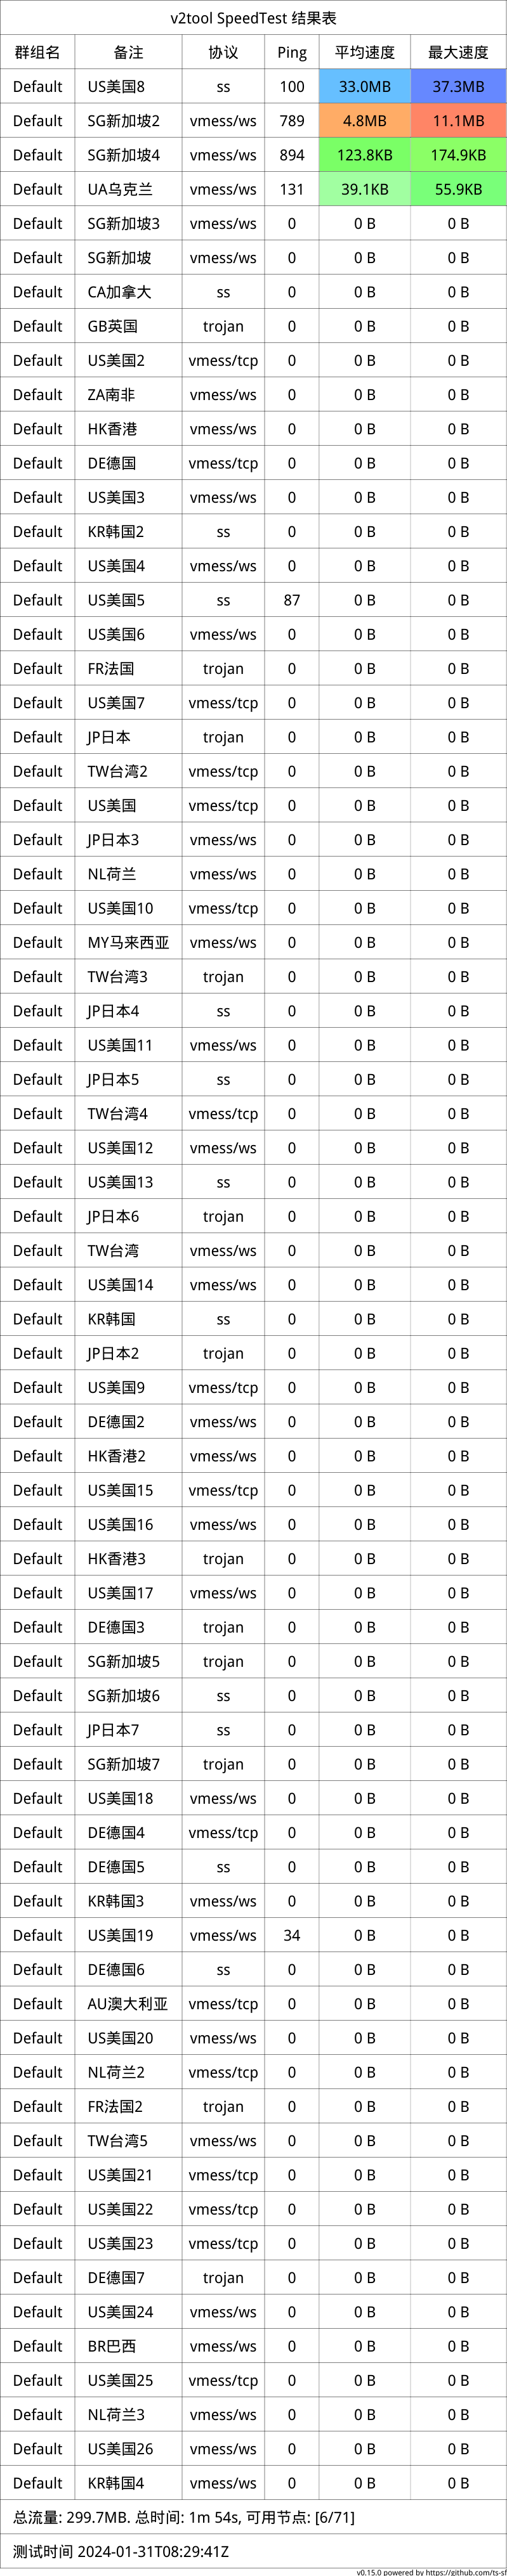 v2tool SpeedTest 结果表
群组名 备注 协议 Ping 平均速度 最大速度
Default US美国8 ss 100 33.0MB 37.3MB
Default SG新加坡2 vmess/ws 789 4.8MB 11.1MB
Default SG新加坡4 vmess/ws 894 123.8KB 174.9KB
Default UA乌克兰 vmess/ws 131 39.1KB 55.9KB
Default SG新加坡3 vmess/ws 0 0 B 0 B
Default SG新加坡 vmess/ws 0 0 B 0 B
Default CA加拿大 ss 0 0 B 0 B
Default GB英国 trojan 0 0 B 0 B
Default US美国2 vmess/tcp 0 0 B 0 B
Default ZA南非 vmess/ws 0 0 B 0 B
Default HK香港 vmess/ws 0 0 B 0 B
Default DE德国 vmess/tcp 0 0 B 0 B
Default US美国3 vmess/ws 0 0 B 0 B
Default KR韩国2 ss 0 0 B 0 B
Default US美国4 vmess/ws 0 0 B 0 B
Default US美国5 ss 87 0 B 0 B
Default US美国6 vmess/ws 0 0 B 0 B
Default FR法国 trojan 0 0 B 0 B
Default US美国7 vmess/tcp 0 0 B 0 B
Default JP日本 trojan 0 0 B 0 B
Default TW台湾2 vmess/tcp 0 0 B 0 B
Default US美国 vmess/tcp 0 0 B 0 B
Default JP日本3 vmess/ws 0 0 B 0 B
Default NL荷兰 vmess/ws 0 0 B 0 B
Default US美国10 vmess/tcp 0 0 B 0 B
Default MY马来西亚 vmess/ws 0 0 B 0 B
Default TW台湾3 trojan 0 0 B 0 B
Default JP日本4 ss 0 0 B 0 B
Default US美国11 vmess/ws 0 0 B 0 B
Default JP日本5 ss 0 0 B 0 B
Default TW台湾4 vmess/tcp 0 0 B 0 B
Default US美国12 vmess/ws 0 0 B 0 B
Default US美国13 ss 0 0 B 0 B
Default JP日本6 trojan 0 0 B 0 B
Default TW台湾 vmess/ws 0 0 B 0 B
Default US美国14 vmess/ws 0 0 B 0 B
Default KR韩国 ss 0 0 B 0 B
Default JP日本2 trojan 0 0 B 0 B
Default US美国9 vmess/tcp 0 0 B 0 B
Default DE德国2 vmess/ws 0 0 B 0 B
Default HK香港2 vmess/ws 0 0 B 0 B
Default US美国15 vmess/tcp 0 0 B 0 B
Default US美国16 vmess/ws 0 0 B 0 B
Default HK香港3 trojan 0 0 B 0 B
Default US美国17 vmess/ws 0 0 B 0 B
Default DE德国3 trojan 0 0 B 0 B
Default SG新加坡5 trojan 0 0 B 0 B
Default SG新加坡6 ss 0 0 B 0 B
Default JP日本7 ss 0 0 B 0 B
Default SG新加坡7 trojan 0 0 B 0 B
Default US美国18 vmess/ws 0 0 B 0 B
Default DE德国4 vmess/tcp 0 0 B 0 B
Default DE德国5 ss 0 0 B 0 B
Default KR韩国3 vmess/ws 0 0 B 0 B
Default US美国19 vmess/ws 34 0 B 0 B
Default DE德国6 ss 0 0 B 0 B
Default AU澳大利亚 vmess/tcp 0 0 B 0 B
Default US美国20 vmess/ws 0 0 B 0 B
Default NL荷兰2 vmess/tcp 0 0 B 0 B
Default FR法国2 trojan 0 0 B 0 B
Default TW台湾5 vmess/ws 0 0 B 0 B
Default US美国21 vmess/tcp 0 0 B 0 B
Default US美国22 vmess/tcp 0 0 B 0 B
Default US美国23 vmess/tcp 0 0 B 0 B
Default DE德国7 trojan 0 0 B 0 B
Default US美国24 vmess/ws 0 0 B 0 B
Default BR巴西 vmess/ws 0 0 B 0 B
Default US美国25 vmess/tcp 0 0 B 0 B
Default NL荷兰3 vmess/ws 0 0 B 0 B
Default US美国26 vmess/ws 0 0 B 0 B
Default KR韩国4 vmess/ws 0 0 B 0 B
总流量: 299.7MB. 总时间: 1m 54s, 可用节点: [6/71]
测试时间 2024-01-31T08:29:41Z
v0.15.0 powered by https://github.com/ts-sf